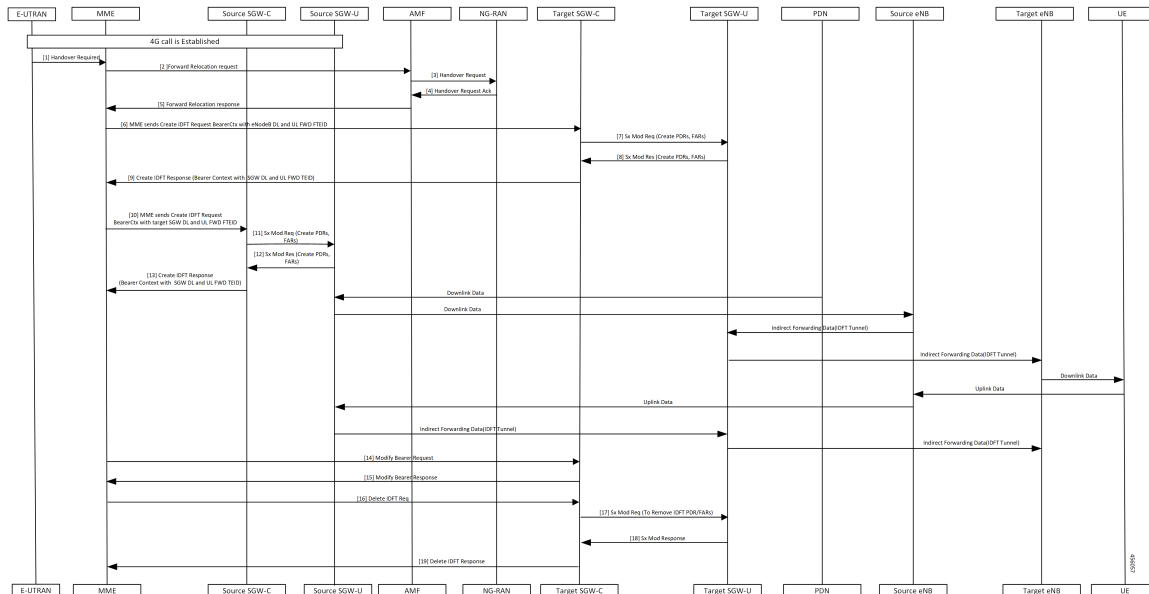 E-UTRAN
MME
Source SGW-C
Source SGW-U
AMF
NG-RAN
Target SGW-C
Target SGW-U
PDN
Source eNB
Target eNB
UE
4G call is Established
[1] Handover Required
[2 ]Forward Relocation request
[3] Handover Request
[4] Handover Request Ack
[5] Forward Relocation response
[6] MME sends Create IDFT Request BearerCtx with eNodeB DL and UL FWD FTEID
[7] Sx Mod Req (Create PDRs, FARs)
[8] Sx Mod Res (Create PDRs, FARs)
[9] Create IDFT Response (Bearer Context with SGW DL and UL FWD TEID)
[10] MME sends Create IDFT Request
BearerCtx with target SGW DL and UL FWD FTEID
[11] Sx Mod Req (Create PDRs,
FARs)
[12] Sx Mod Res (Create PDRs,
FARs)
[13] Create IDFT Response
(Bearer Context with SGW DL and UL FWD TEID)
Downlink Data
Downlink Data
Indirect Forwarding Data(IDFT Tunnel)
Indirect Forwarding Data(IDFT Tunnel)
Downlink Data
Uplink Data
Uplink Data
Indirect Forwarding Data(IDFT Tunnel)
Indirect Forwarding Data(IDFT Tunnel)
[14] Modify Bearer Request
[15] Modify Bearer Response
[16] Delete IDFT Req
[17] Sx Mod Req (To Remove IDFT PDR/FARs)
[18] Sx Mod Response
[19] Delete IDFT Response
456057
E-UTRAN
MME
Source SGW-C
Source SGW-U
AMF
NG-RAN
Target SGW-C
Target SGW-U
PDN
Source eNB
Target eNB
UE